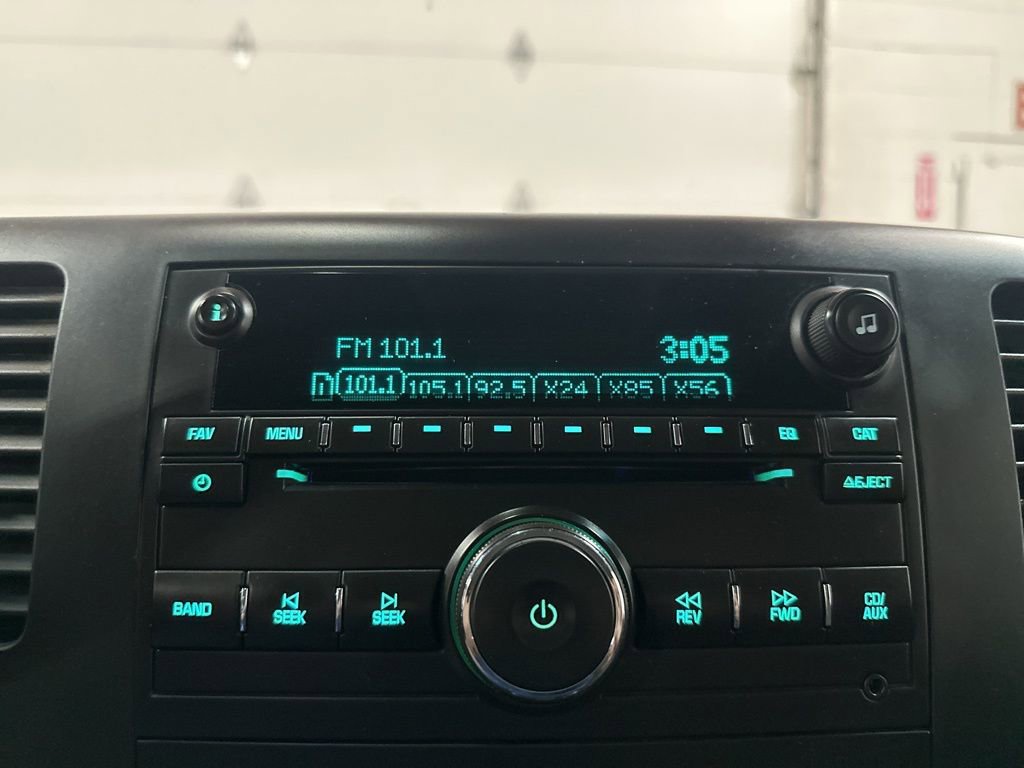 i
FM 101.1 3:05
1 101.1 105.1 92.5 X24 X85 X56
FAV MENU EQ CAT
EJECT
BAND SEEK SEEK REV FWD CD/
AUX